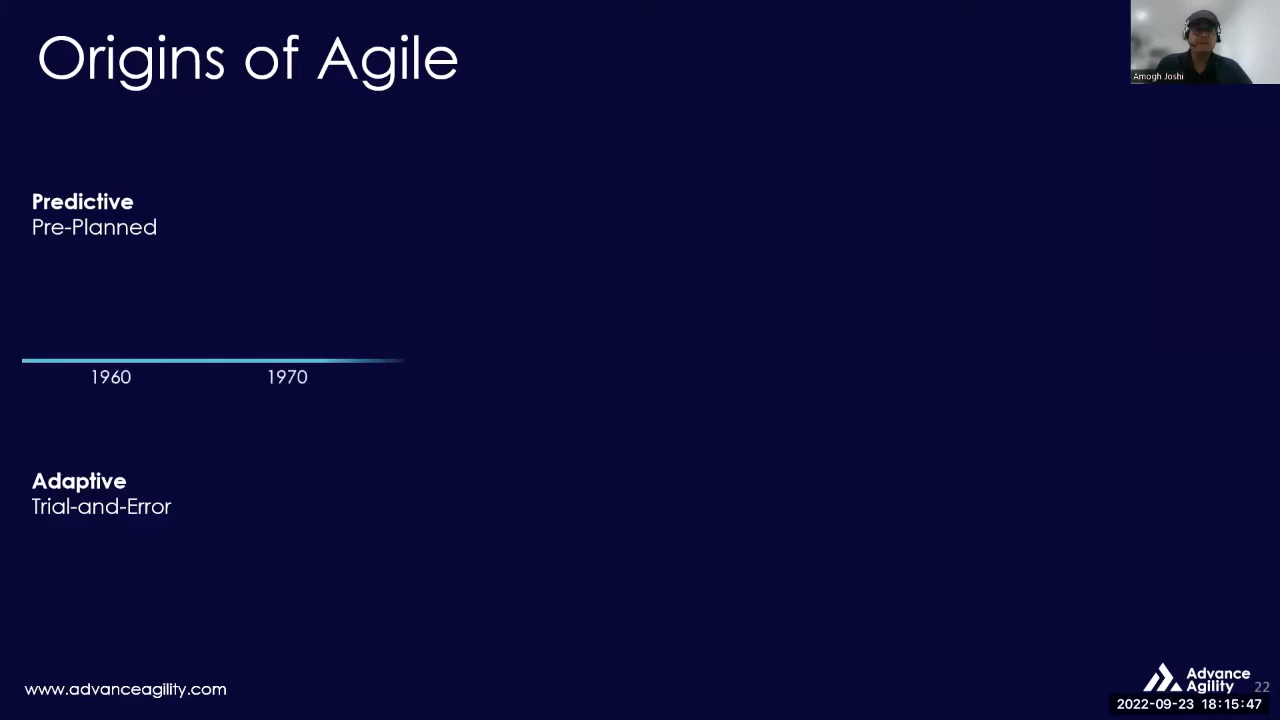 Origins of Agile
Amogh Joshi
Predictive
Pre-Planned
1960
1970
Adaptive
Trial-and-Error
www.advanceagility.com
Advance
Agility
22
2022-09-23 18:15:47